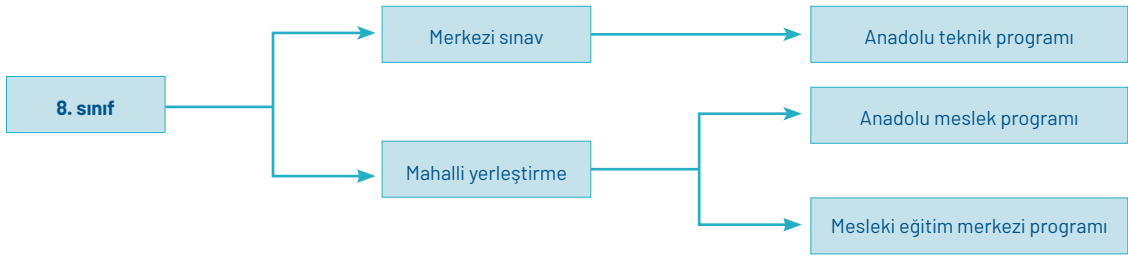 8. sınıf
Merkezi sınav
Anadolu teknik programı
Mahalli yerleştirme
Anadolu meslek programı
Mesleki eğitim merkezi programı